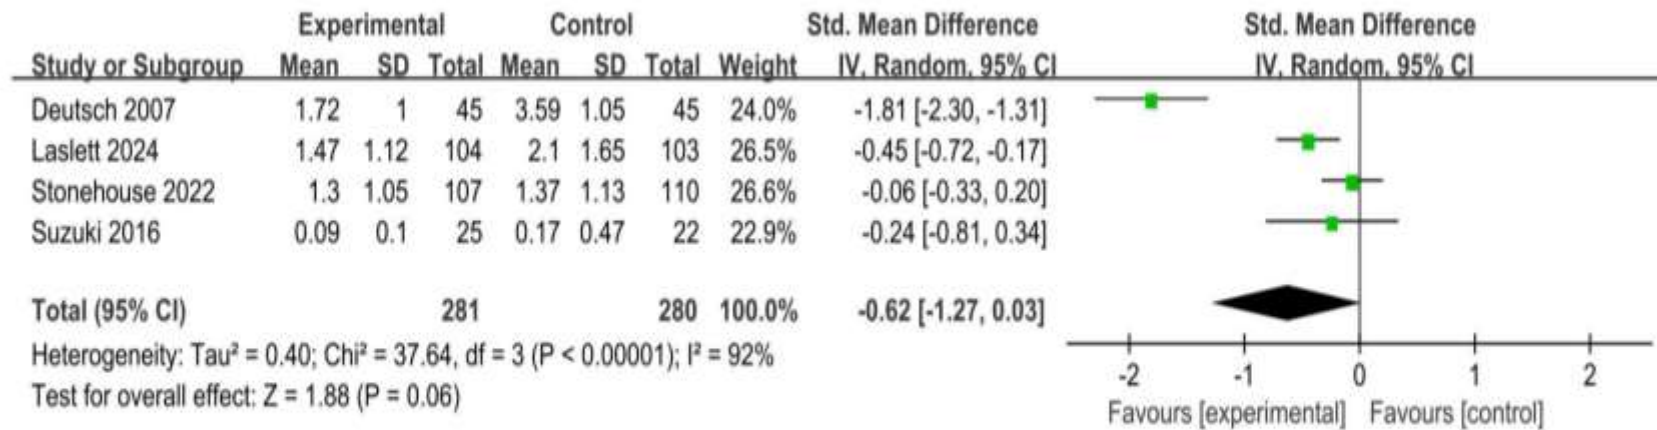 Experimental Control Std. Mean Difference Std. Mean Difference
Study or Subgroup Mean SD Total Mean SD Total Weight IV, Random, 95% CI IV, Random, 95% CI
Deutsch 2007 1.72 1 45 3.59 1.05 45 24.0% -1.81 [-2.30, -1.31]
Laslett 2024 1.47 1.12 104 2.1 1.65 103 26.5% -0.45 [-0.72, -0.17]
Stonehouse 2022 1.3 1.05 107 1.37 1.13 110 26.6% -0.06 [-0.33, 0.20]
Suzuki 2016 0.09 0.1 25 0.17 0.47 22 22.9% -0.24 [-0.81, 0.34]
Total (95% CI) 281 280 100.0% -0.62 [-1.27, 0.03]
Heterogeneity: Tau² = 0.40; Chi² = 37.64, df = 3 (P < 0.00001); I² = 92%
Test for overall effect: Z = 1.88 (P = 0.06)
-2 -1 0 1 2
Favours [experimental] Favours [control]